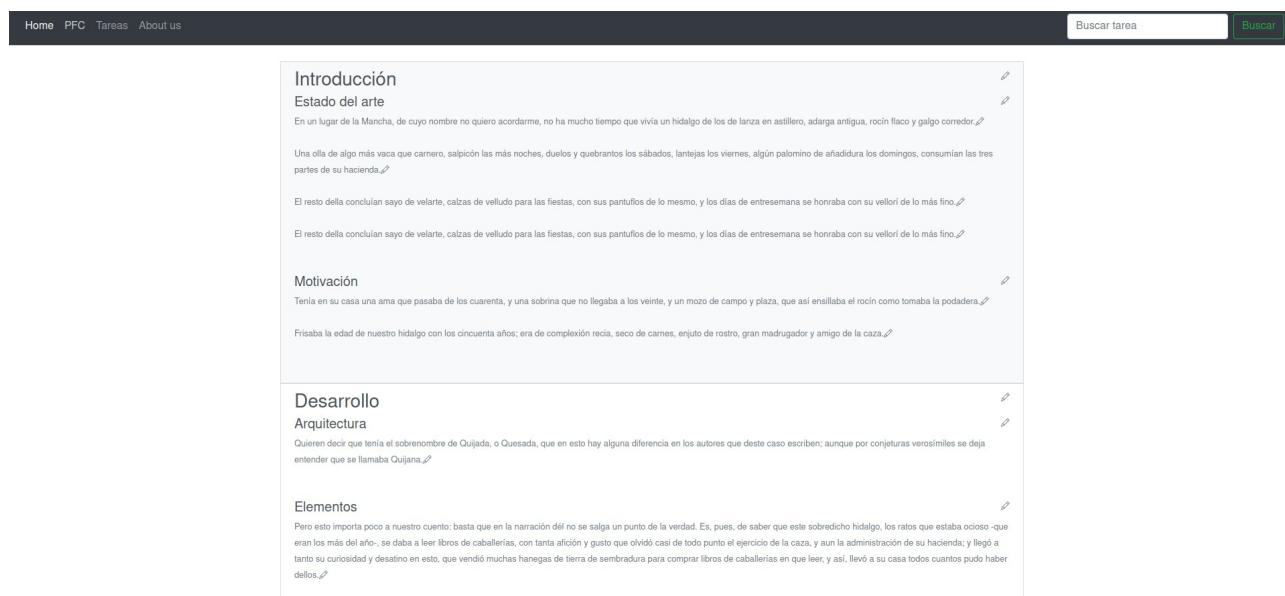 Home PFC Tareas About us Buscar tarea Buscar
Introducción
Estado del arte
En un lugar de la Mancha, de cuyo nombre no quiero acordarme, no ha mucho tiempo que vivía un hidalgo de los de lanza en astillero, adarga antigua, rocín flaco y galgo corredor.
Una olla de algo más vaca que carnero, salpicón las más noches, duelos y quebrantos los sábados, lantejas los viernes, algún palomino de añadidura los domingos, consumían las tres
partes de su hacienda.
El resto della concluían sayo de velarte, calzas de velludo para las fiestas, con sus pantuflos de lo mesmo, y los días de entresemana se honraba con su vellorí de lo más fino.
El resto della concluían sayo de velarte, calzas de velludo para las fiestas, con sus pantuflos de lo mesmo, y los días de entresemana se honraba con su vellorí de lo más fino.
Motivación
Tenía en su casa una ama que pasaba de los cuarenta, y una sobrina que no llegaba a los veinte, y un mozo de campo y plaza, que así ensillaba el rocín como tomaba la podadera.
Frisaba la edad de nuestro hidalgo con los cincuenta años; era de complexión recia, seco de carnes, enjuto de rostro, gran madrugador y amigo de la caza.
Desarrollo
Arquitectura
Quieren decir que tenía el sobrenombre de Quijada, o Quesada, que en esto hay alguna diferencia en los autores que deste caso escriben; aunque por conjeturas verosímiles se deja
entender que se llamaba Quijana.
Elementos
Pero esto importa poco a nuestro cuento: basta que en la narración dél no se salga un punto de la verdad. Es, pues, de saber que este sobredicho hidalgo, los ratos que estaba ocioso -que
eran los más del año-, se daba a leer libros de caballerías, con tanta afición y gusto que olvidó casi de todo punto el ejercicio de la caza, y aun la administración de su hacienda; y llegó a
tanto su curiosidad y desatino en esto, que vendió muchas hanegas de tierra de sembradura para comprar libros de caballerías en que leer, y así, llevó a su casa todos cuantos pudo haber
dellos.